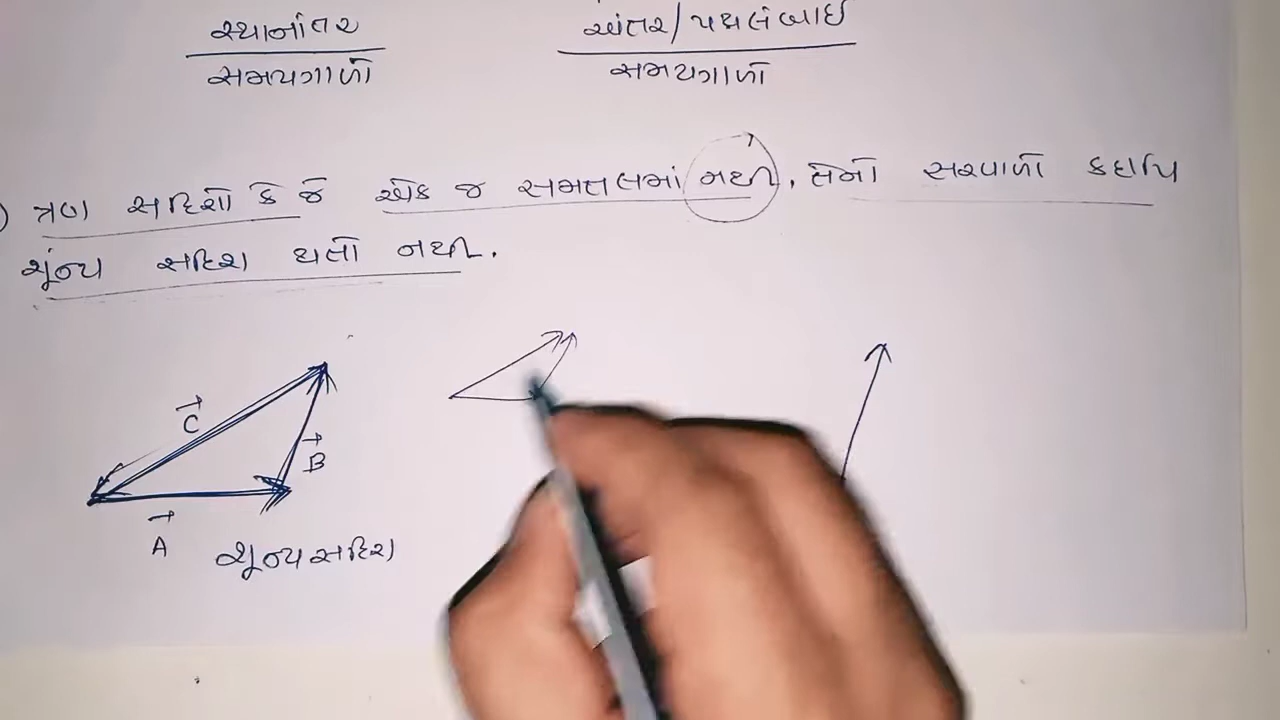 સ્થાનાંતર
સમયગાળો
અંતર/પથલંબાઈ
સમયગાળો
) ત્રણ સદિશો કે જે એક જ સમતલમાં નથી, તેનો સરવાળો કદાપિ
શૂન્ય સદિશ થતો નથી.
C
B
A
શૂન્યસદિશ